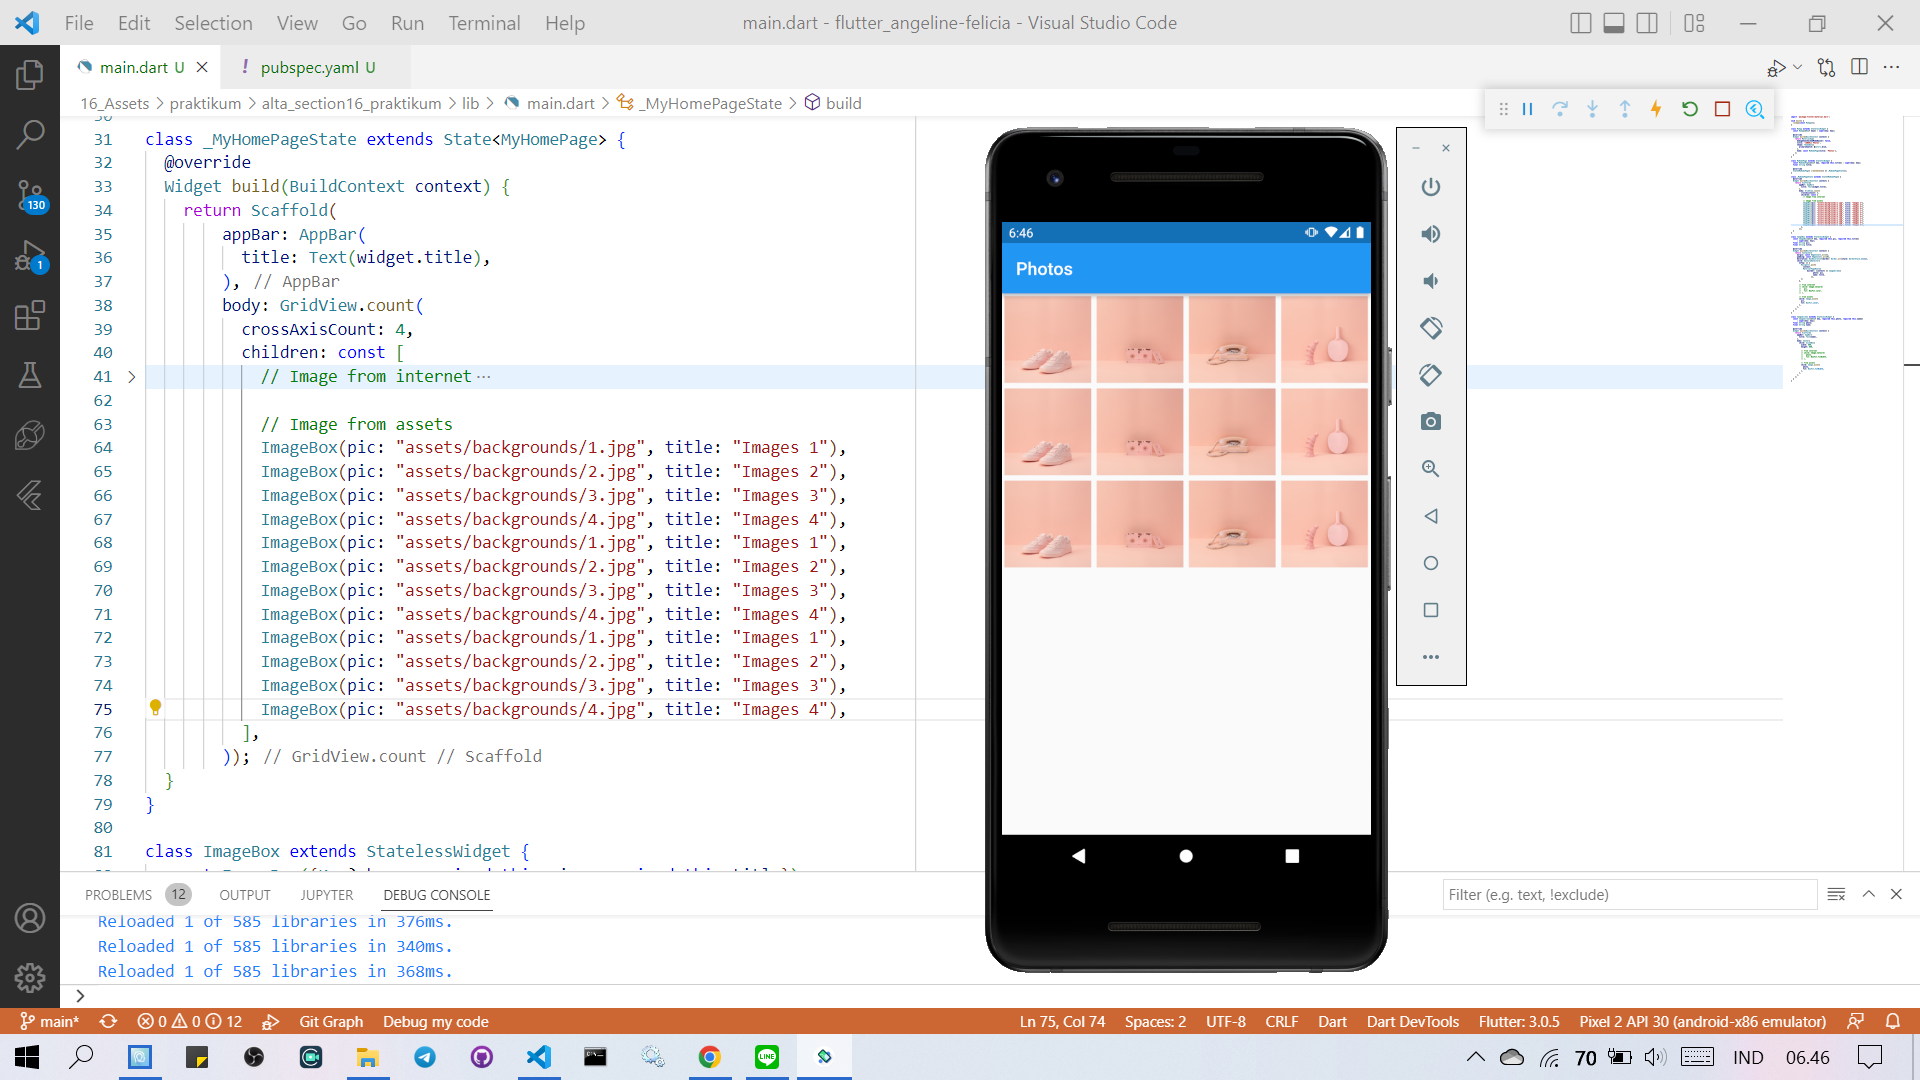 File Edit Selection View Go Run Terminal Help
main.dart - flutter_angeline-felicia - Visual Studio Code
main.dart U
pubspec.yaml U
16_Assets > praktikum > alta_section16_praktikum > lib > main.dart > _MyHomePageState > build
30
31 class _MyHomePageState extends State<MyHomePage> {
32 @override
33 Widget build(BuildContext context) {
34 return Scaffold(
35 appBar: AppBar(
36 title: Text(widget.title),
37 ), // AppBar
38 body: GridView.count(
39 crossAxisCount: 4,
40 children: const [
41 // Image from internet ···
62
63 // Image from assets
64 ImageBox(pic: "assets/backgrounds/1.jpg", title: "Images 1"),
65 ImageBox(pic: "assets/backgrounds/2.jpg", title: "Images 2"),
66 ImageBox(pic: "assets/backgrounds/3.jpg", title: "Images 3"),
67 ImageBox(pic: "assets/backgrounds/4.jpg", title: "Images 4"),
68 ImageBox(pic: "assets/backgrounds/1.jpg", title: "Images 1"),
69 ImageBox(pic: "assets/backgrounds/2.jpg", title: "Images 2"),
70 ImageBox(pic: "assets/backgrounds/3.jpg", title: "Images 3"),
71 ImageBox(pic: "assets/backgrounds/4.jpg", title: "Images 4"),
72 ImageBox(pic: "assets/backgrounds/1.jpg", title: "Images 1"),
73 ImageBox(pic: "assets/backgrounds/2.jpg", title: "Images 2"),
74 ImageBox(pic: "assets/backgrounds/3.jpg", title: "Images 3"),
75 ImageBox(pic: "assets/backgrounds/4.jpg", title: "Images 4"),
76 ],
77 )); // GridView.count // Scaffold
78 }
79 }
80
81 class ImageBox extends StatelessWidget {
130
1
6:46
Photos
PROBLEMS 12 OUTPUT JUPYTER DEBUG CONSOLE
Filter (e.g. text, !exclude)
Reloaded 1 of 585 libraries in 376ms.
Reloaded 1 of 585 libraries in 340ms.
Reloaded 1 of 585 libraries in 368ms.
main* 0 0 12 Git Graph Debug my code
Ln 75, Col 74 Spaces: 2 UTF-8 CRLF Dart Dart DevTools Flutter: 3.0.5 Pixel 2 API 30 (android-x86 emulator)
LINE
70 IND 06.46